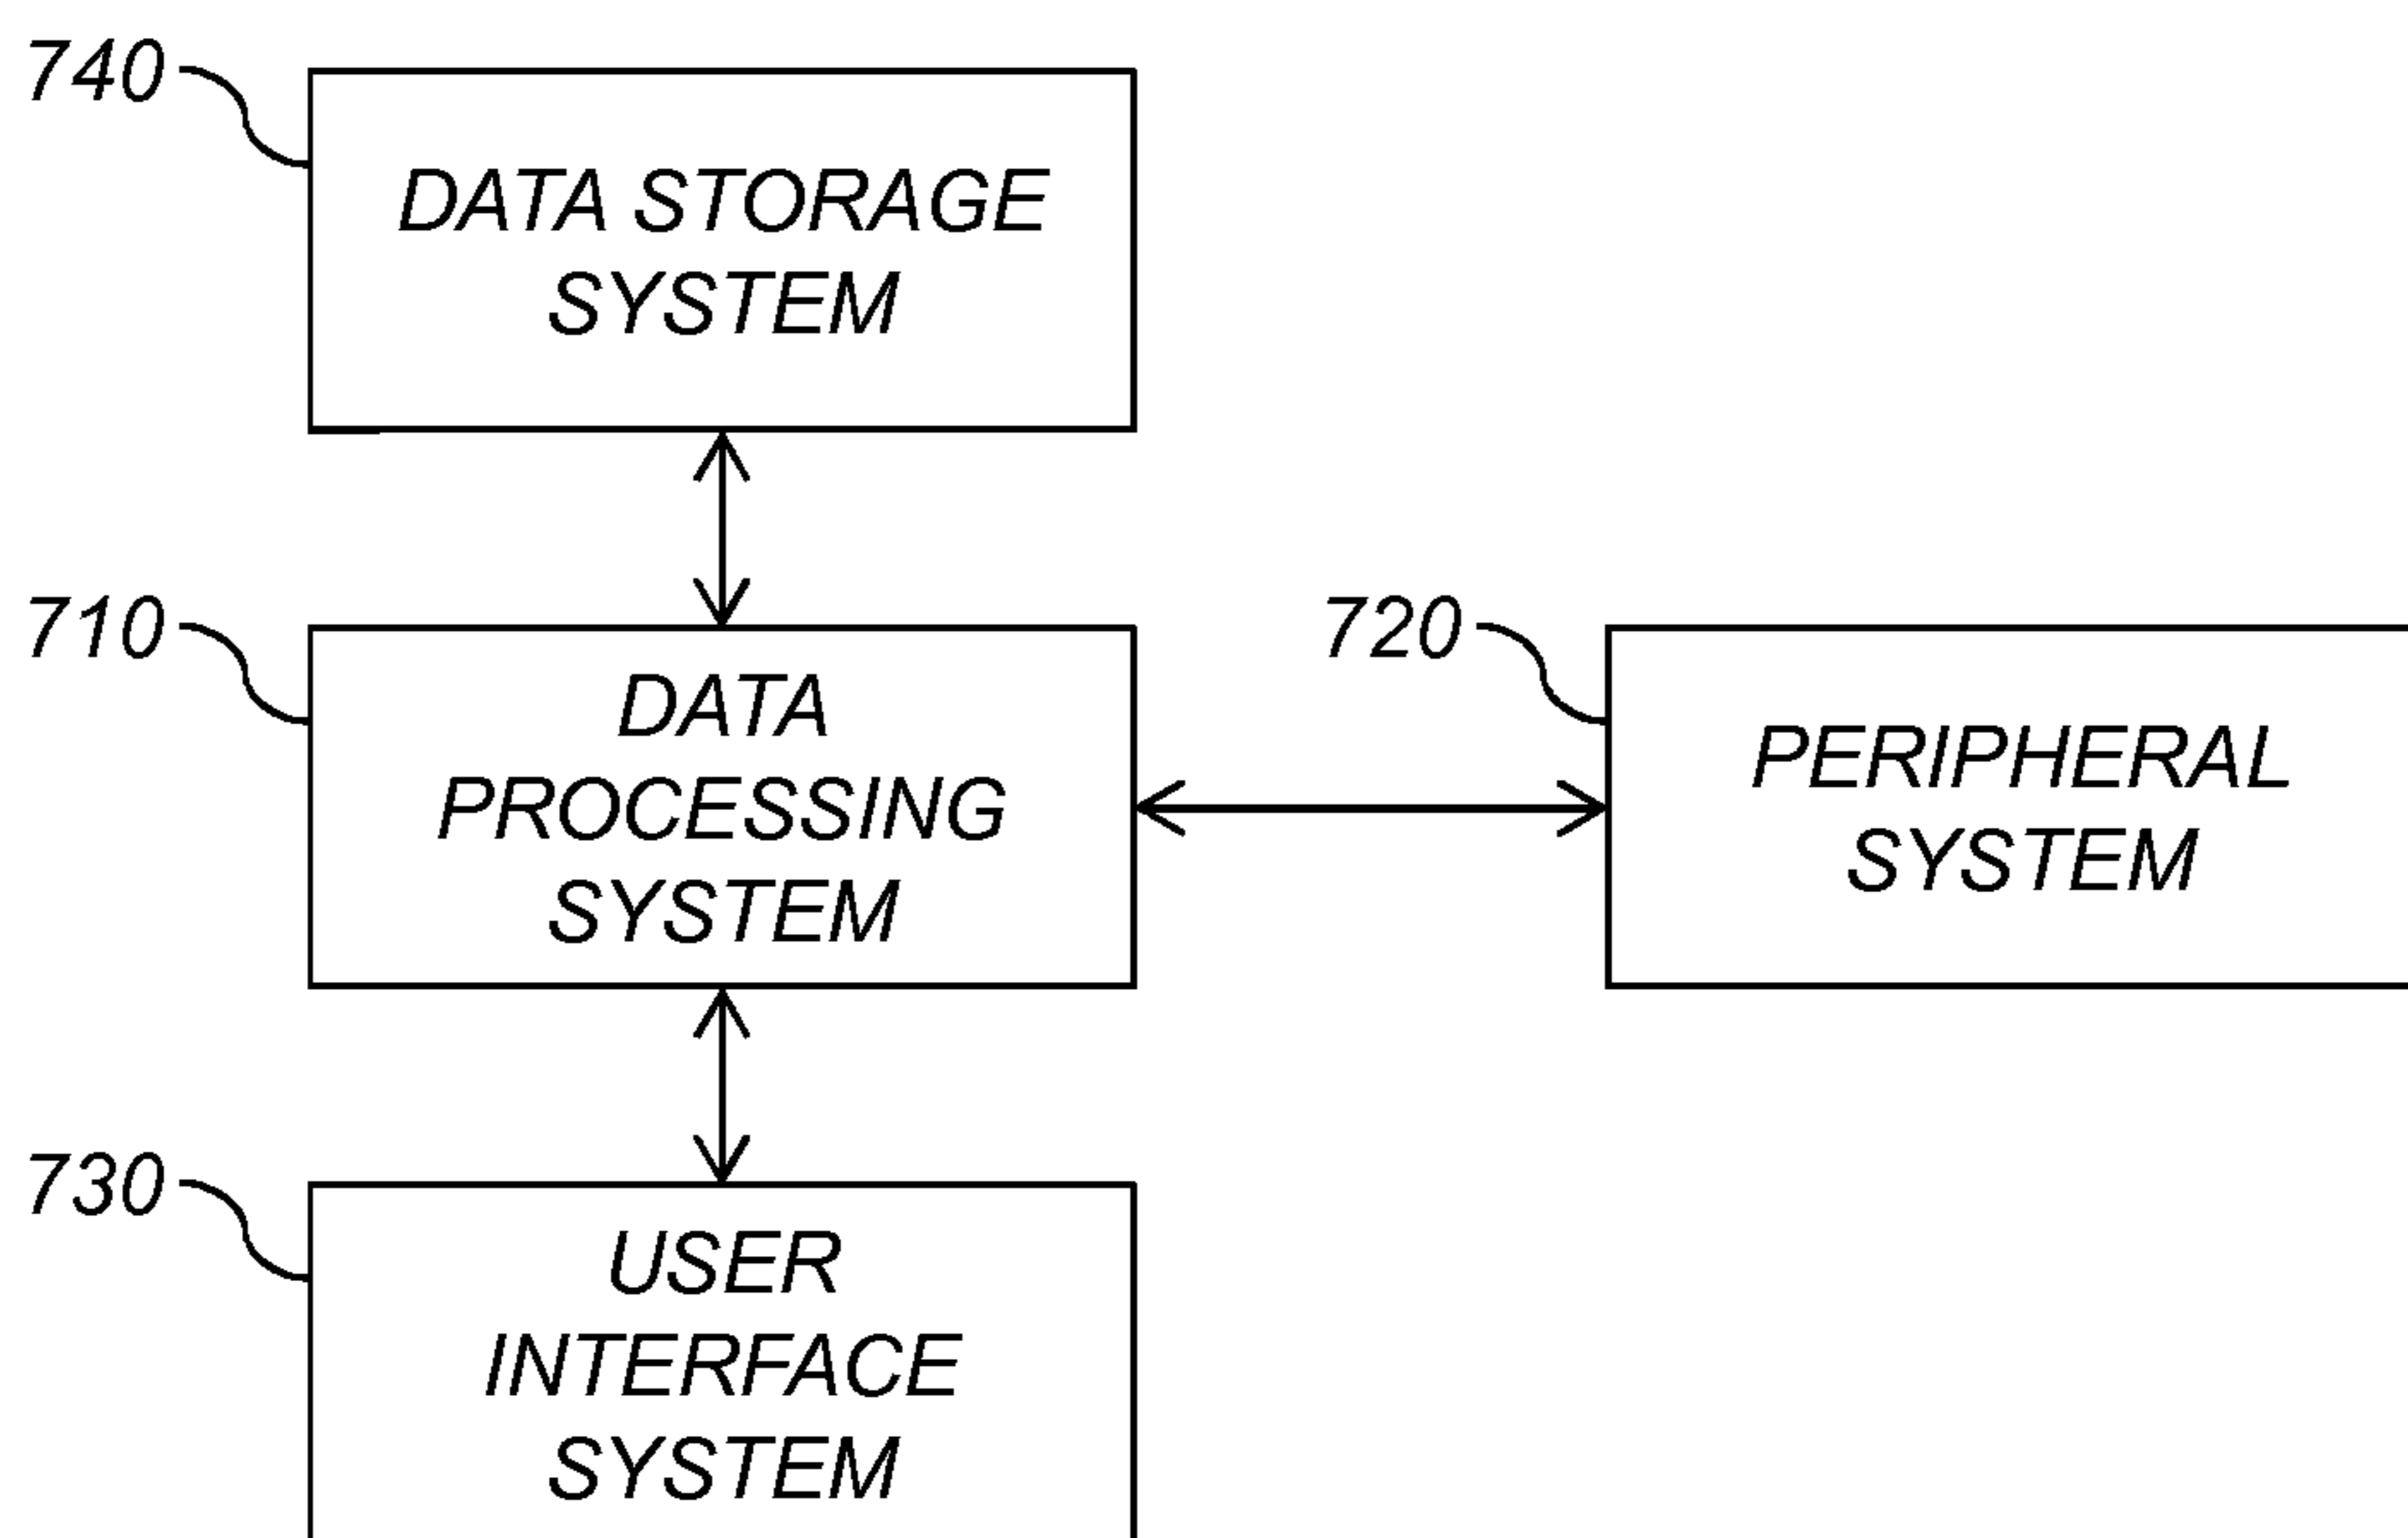 740
DATA STORAGE
SYSTEM
710
DATA
PROCESSING
SYSTEM
720
PERIPHERAL
SYSTEM
730
USER
INTERFACE
SYSTEM